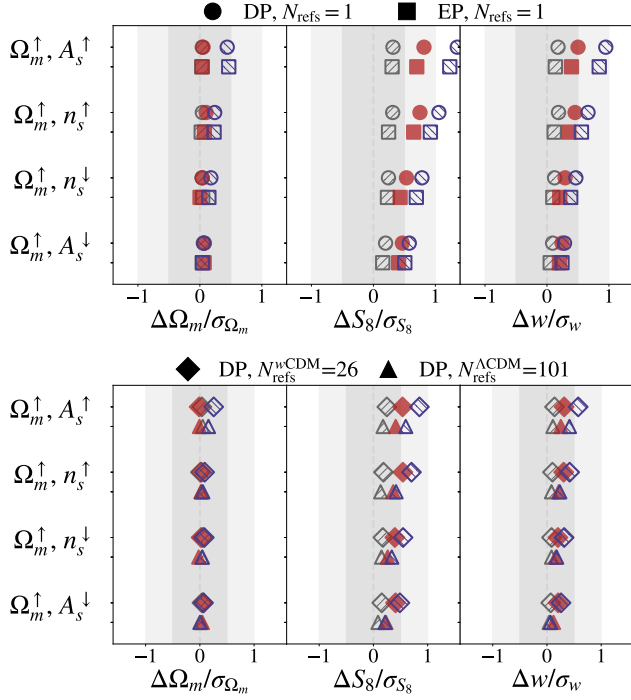 ● DP, N_refs = 1 ■ EP, N_refs = 1
Ω_m^↑, A_s^↑
Ω_m^↑, n_s^↑
Ω_m^↑, n_s^↓
Ω_m^↑, A_s^↓
−1 0 1 −1 0 1 −1 0 1
ΔΩ_m/σ_Ω_m ΔS_8/σ_S_8 Δw/σ_w
◆ DP, N_refs^wCDM=26 ▲ DP, N_refs^ΛCDM=101
Ω_m^↑, A_s^↑
Ω_m^↑, n_s^↑
Ω_m^↑, n_s^↓
Ω_m^↑, A_s^↓
−1 0 1 −1 0 1 −1 0 1
ΔΩ_m/σ_Ω_m ΔS_8/σ_S_8 Δw/σ_w